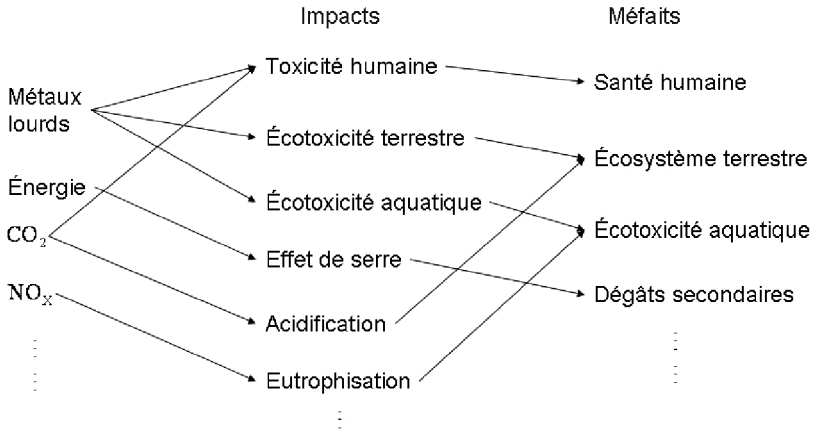 Impacts
Méfaits
Toxicité humaine
Santé humaine
Métaux
lourds
Écotoxicité terrestre
Écosystème terrestre
Énergie
Écotoxicité aquatique
Écotoxicité aquatique
CO₂
Effet de serre
NOₓ
Dégâts secondaires
Acidification
Eutrophisation